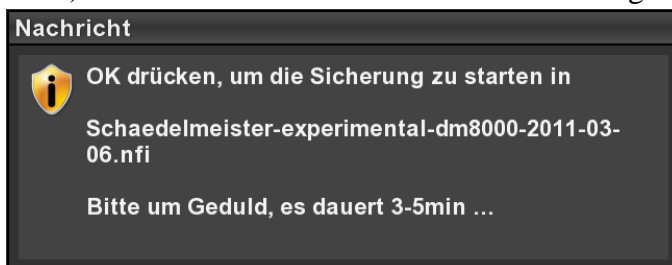 Nachricht
OK drücken, um die Sicherung zu starten in
Schaedelmeister-experimental-dm8000-2011-03-
06.nfi
Bitte um Geduld, es dauert 3-5min ...